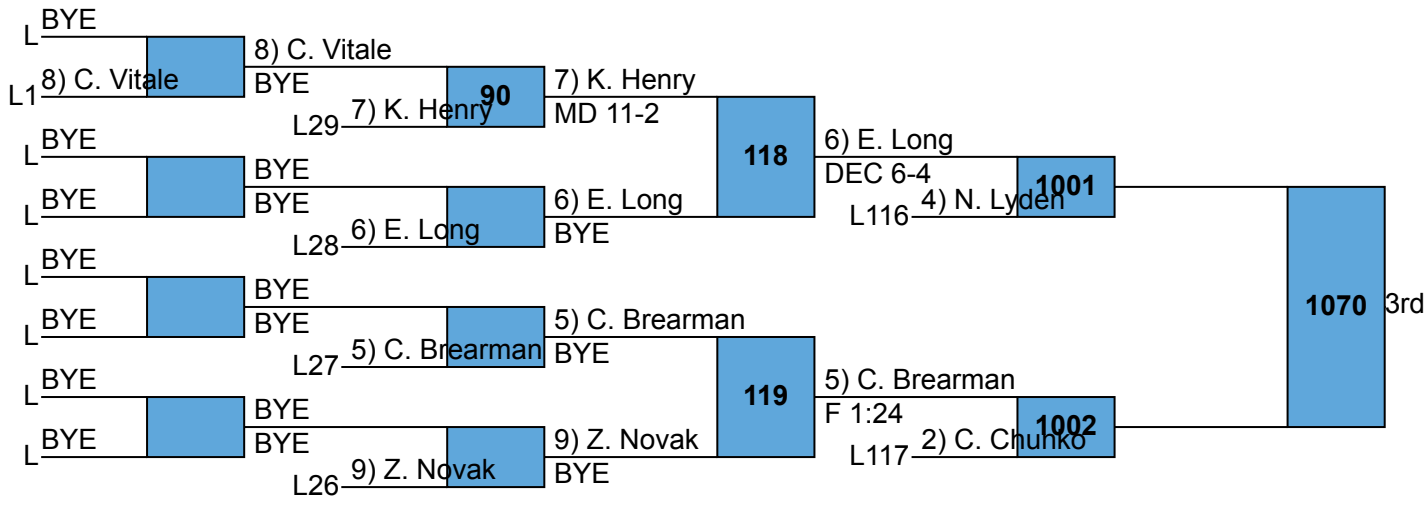 BYE
L
8) C. Vitale
L1
8) C. Vitale
BYE
7) K. Henry
L29
90
7) K. Henry
MD 11-2
BYE
L
BYE
L
BYE
BYE
6) E. Long
L28
6) E. Long
BYE
118
6) E. Long
DEC 6-4
4) N. Lyden
L116
1001
BYE
L
BYE
L
BYE
BYE
5) C. Brearman
L27
5) C. Brearman
BYE
BYE
L
BYE
L
BYE
BYE
9) Z. Novak
L26
9) Z. Novak
BYE
119
5) C. Brearman
F 1:24
2) C. Chunko
L117
1002
1070
3rd